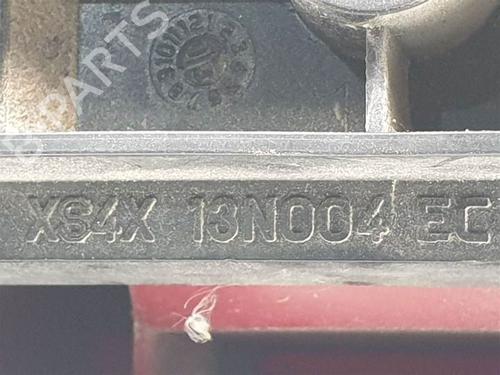 B PARTS
XS4X 13N004 EC